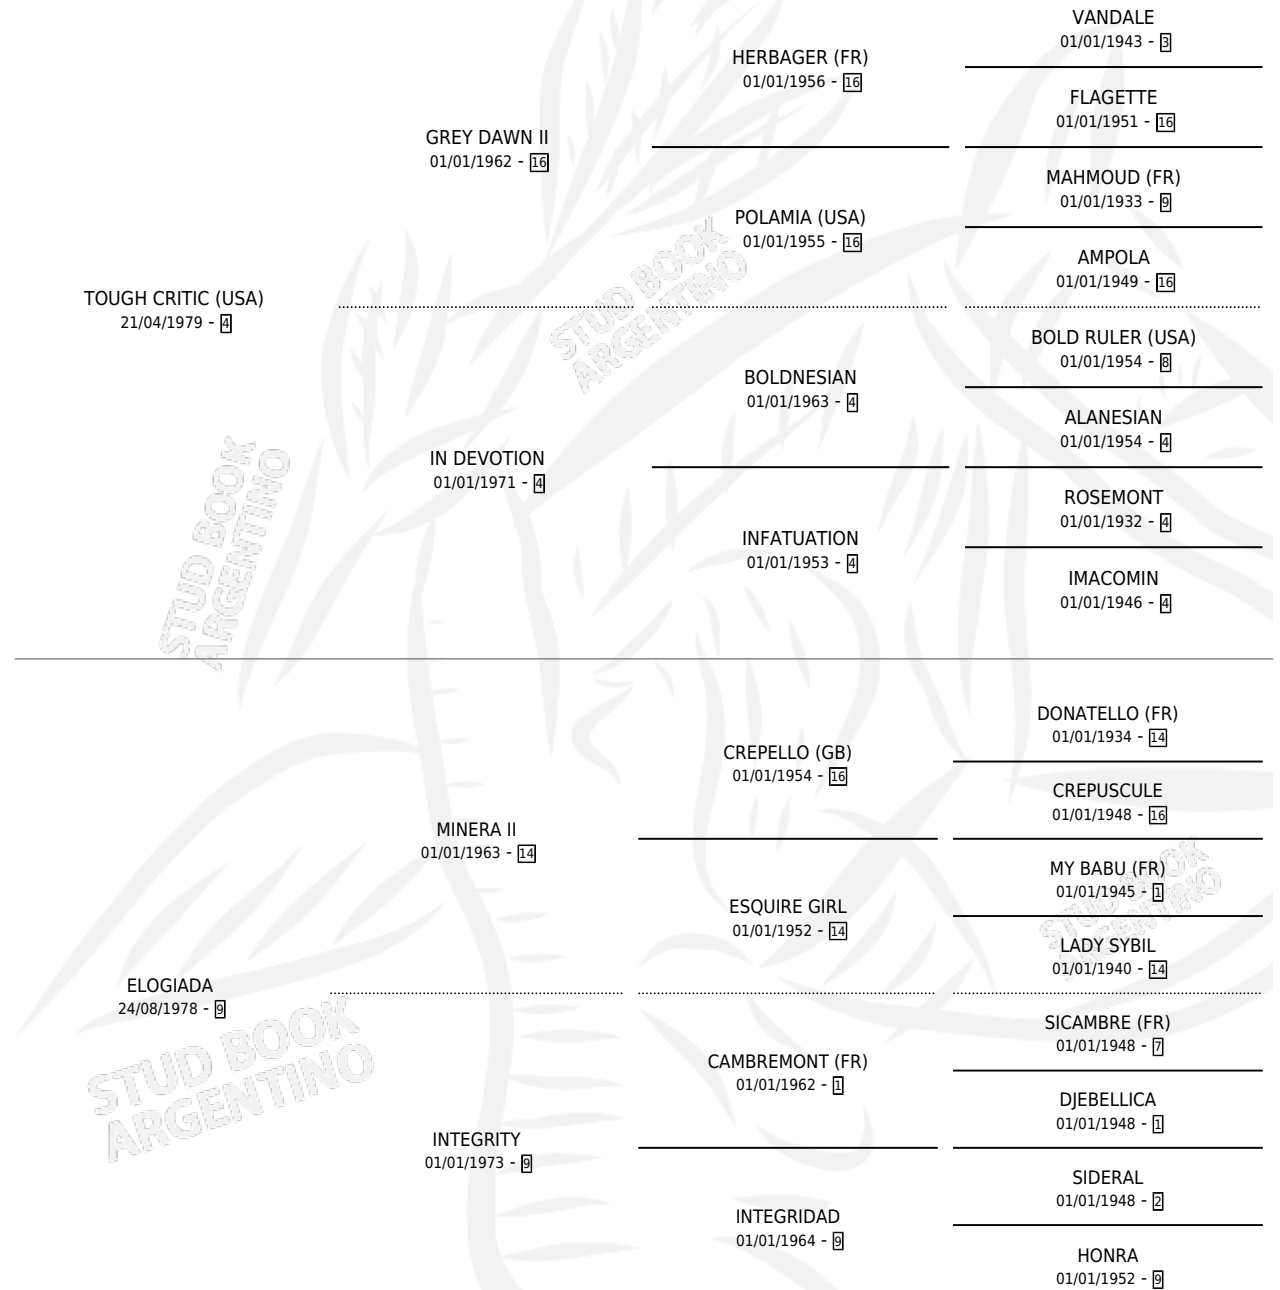 VANDALE
01/01/1943 - 3
HERBAGER (FR)
01/01/1956 - 16
FLAGETTE
01/01/1951 - 16
GREY DAWN II
01/01/1962 - 16
MAHMOUD (FR)
01/01/1933 - 9
POLAMIA (USA)
01/01/1955 - 16
AMPOLA
01/01/1949 - 16
TOUGH CRITIC (USA)
21/04/1979 - 4
STUD BOOK
ARGENTINO
BOLD RULER (USA)
01/01/1954 - 8
BOLDNESIAN
01/01/1963 - 4
ALANESIAN
01/01/1954 - 4
IN DEVOTION
01/01/1971 - 4
ROSEMONT
01/01/1932 - 4
INFATUATION
01/01/1953 - 4
IMACOMIN
01/01/1946 - 4
STUD BOOK
ARGENTINO
DONATELLO (FR)
01/01/1934 - 14
CREPELLO (GB)
01/01/1954 - 16
CREPUSCULE
01/01/1948 - 16
MINERA II
01/01/1963 - 14
MY BABU (FR)
01/01/1945 - 1
ESQUIRE GIRL
01/01/1952 - 14
STUD BOOK
ARGENTINO
LADY SYBIL
01/01/1940 - 14
ELOGIADA
24/08/1978 - 9
SICAMBRE (FR)
01/01/1948 - 7
STUD BOOK
ARGENTINO
CAMBREMONT (FR)
01/01/1962 - 1
DJEBELLICA
01/01/1948 - 1
INTEGRITY
01/01/1973 - 9
SIDERAL
01/01/1948 - 2
INTEGRIDAD
01/01/1964 - 9
HONRA
01/01/1952 - 9